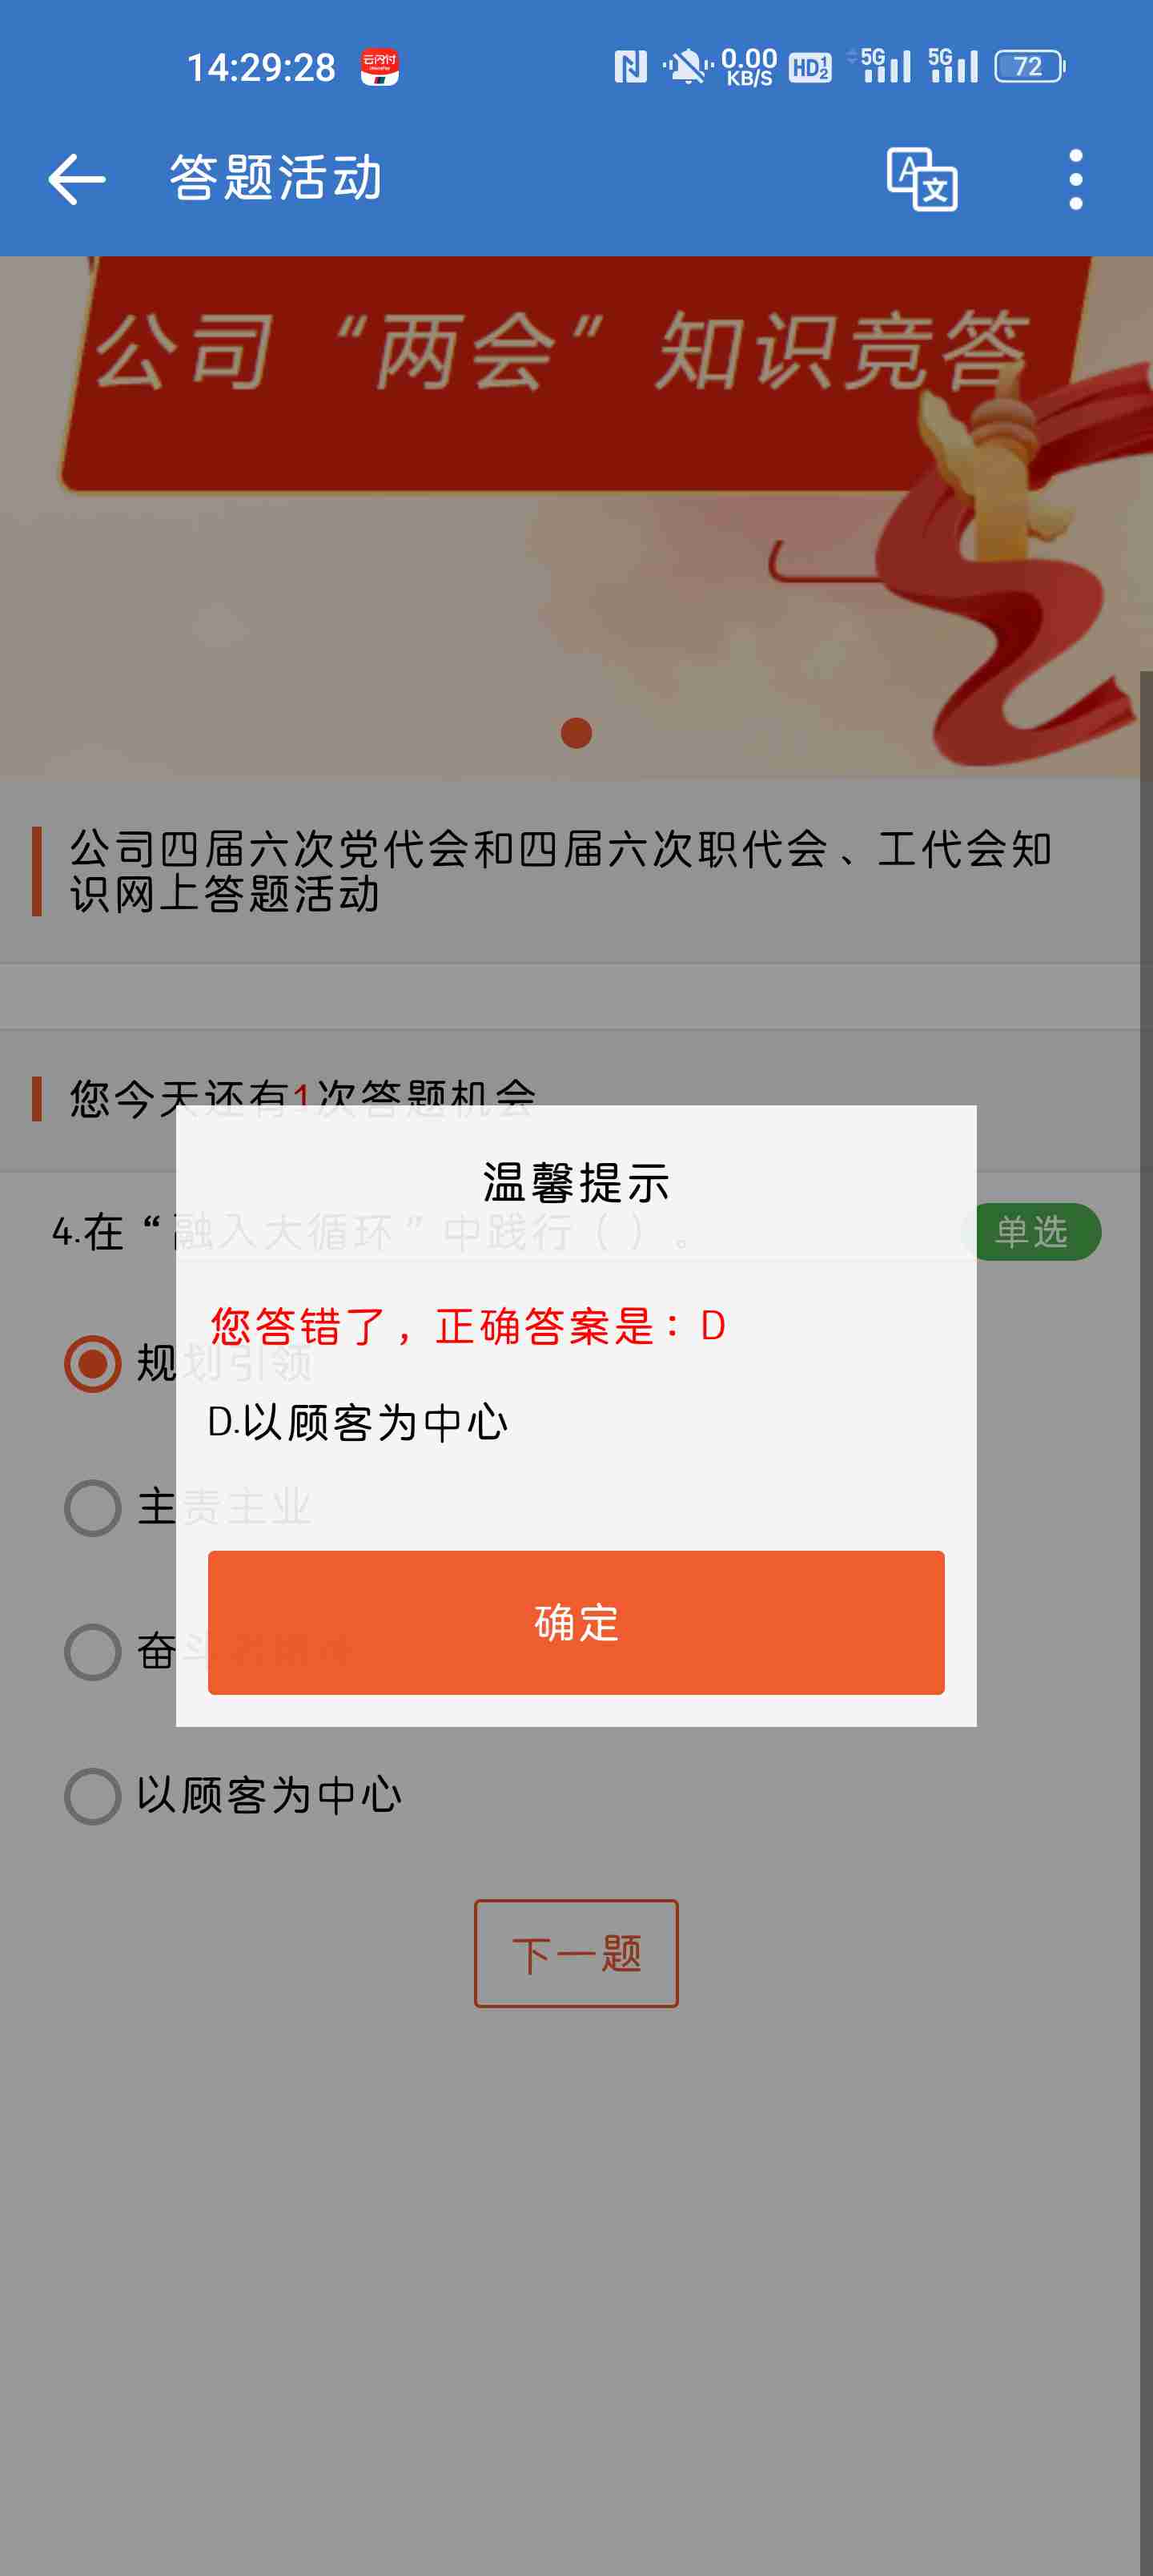 14:29:28 云闪付 0.00 KB/S HD 1 2 5G 5G 72
答题活动
公司“两会”知识竞答
公司四届六次党代会和四届六次职代会、工代会知
识网上答题活动
您今天还有1次答题机会
温馨提示
4.在“融入大循环”中践行（ ）。 单选
您答错了，正确答案是：D
规划引领
D.以顾客为中心
主责主业
确定
奋斗
以顾客为中心
下一题